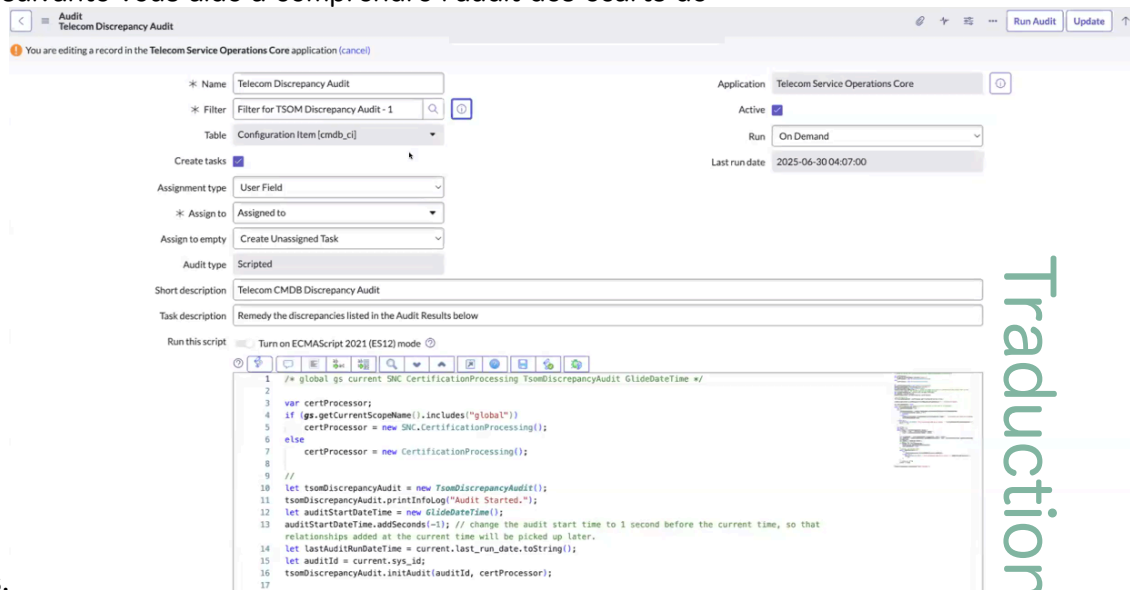 suivante vous aide à comprendre l'audit des écarts de
Audit
Telecom Discrepancy Audit
Run Audit Update
You are editing a record in the Telecom Service Operations Core application (cancel)
Name Telecom Discrepancy Audit
Application Telecom Service Operations Core
Filter Filter for TSOM Discrepancy Audit - 1
Active
Table Configuration Item [cmdb_ci]
Run On Demand
Create tasks
Last run date 2025-06-30 04:07:00
Assignment type User Field
Assign to Assigned to
Assign to empty Create Unassigned Task
Audit type Scripted
Short description Telecom CMDB Discrepancy Audit
Task description Remedy the discrepancies listed in the Audit Results below
Run this script Turn on ECMAScript 2021 (ES12) mode
1 /* global gs current SNC CertificationProcessing TsomDiscrepancyAudit GlideDateTime */
2
3 var certProcessor;
4 if (gs.getCurrentScopeName().includes("global"))
5 certProcessor = new SNC.CertificationProcessing();
6 else
7 certProcessor = new CertificationProcessing();
8
9 //
10 let tsomDiscrepancyAudit = new TsomDiscrepancyAudit();
11 tsomDiscrepancyAudit.printInfoLog("Audit Started.");
12 let auditStartDateTime = new GlideDateTime();
13 auditStartDateTime.addSeconds(-1); // change the audit start time to 1 second before the current time, so that
relationships added at the current time will be picked up later.
14 let lastAuditRunDateTime = current.last_run_date.toString();
15 let auditId = current.sys_id;
16 tsomDiscrepancyAudit.initAudit(auditId, certProcessor);
17
Traduction